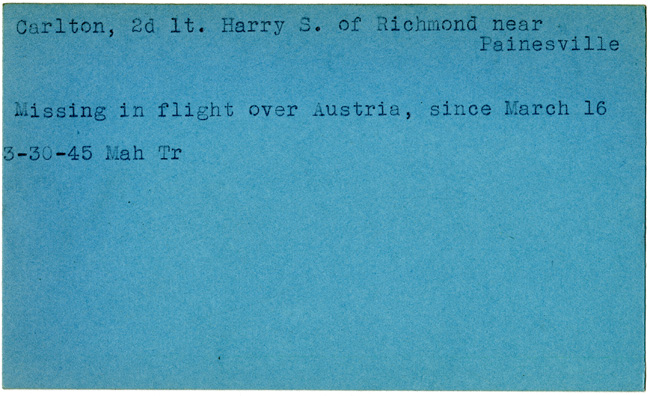 Carlton, 2d lt. Harry S. of Richmond near
Painesville
Missing in flight over Austria, since March 16
3-30-45 Mah Tr